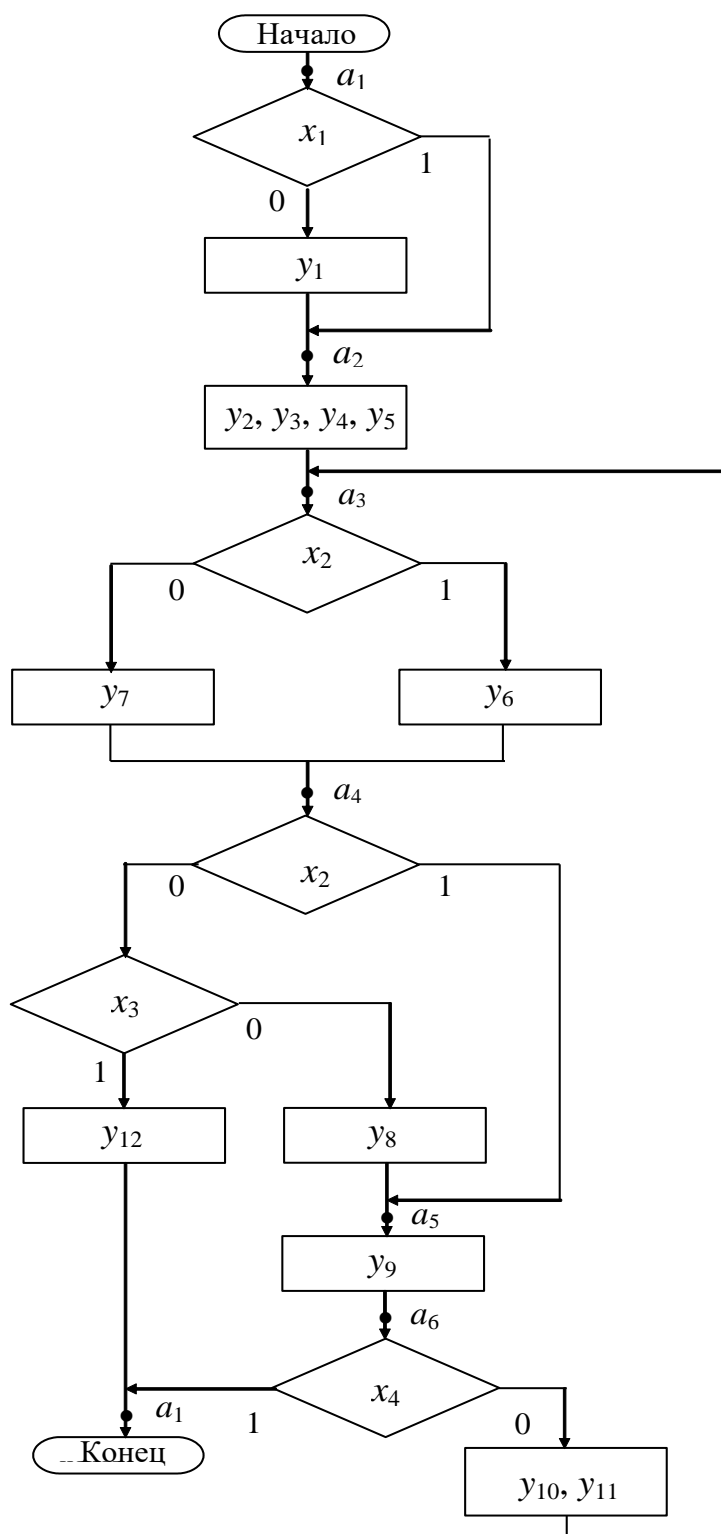 Начало
a₁
x₁
1
0
y₁
a₂
y₂, y₃, y₄, y₅
a₃
x₂
0
1
y₇
y₆
a₄
x₂
0
1
x₃
0
1
y₁₂
y₈
a₅
y₉
a₆
x₄
a₁
1
0
Конец
y₁₀, y₁₁